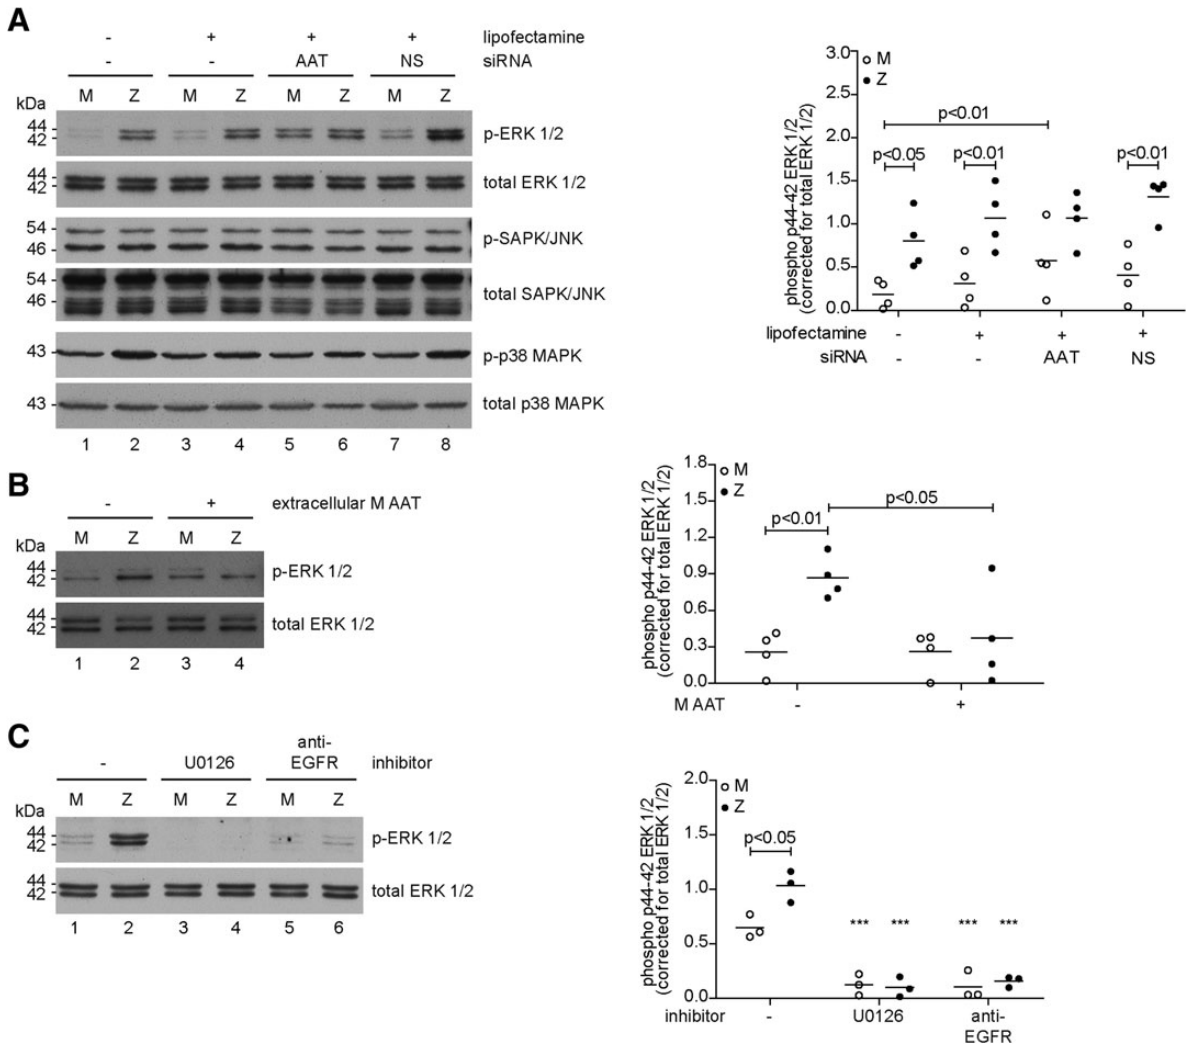 A
- + + + lipofectamine
- - AAT NS siRNA
M Z M Z M Z M Z
kDa
44
42
p-ERK 1/2
44
42
total ERK 1/2
54
46
p-SAPK/JNK
54
46
total SAPK/JNK
43
p-p38 MAPK
43
total p38 MAPK
1 2 3 4 5 6 7 8
phospho p44-42 ERK 1/2
(corrected for total ERK 1/2)
3.0
2.5
2.0
1.5
1.0
0.5
0.0
M
Z
p<0.01
p<0.05
p<0.01
p<0.01
lipofectamine - + + +
siRNA - - AAT NS
B
- + extracellular M AAT
M Z M Z
kDa
44
42
p-ERK 1/2
44
42
total ERK 1/2
1 2 3 4
phospho p44-42 ERK 1/2
(corrected for total ERK 1/2)
1.8
1.5
1.2
0.9
0.6
0.3
0.0
M
Z
p<0.01
p<0.05
M AAT - +
C
anti-
- U0126 EGFR inhibitor
M Z M Z M Z
kDa
44
42
p-ERK 1/2
44
42
total ERK 1/2
1 2 3 4 5 6
phospho p44-42 ERK 1/2
(corrected for total ERK 1/2)
2.0
1.5
1.0
0.5
0.0
M
Z
p<0.05
*** *** *** ***
inhibitor - U0126 anti-
EGFR